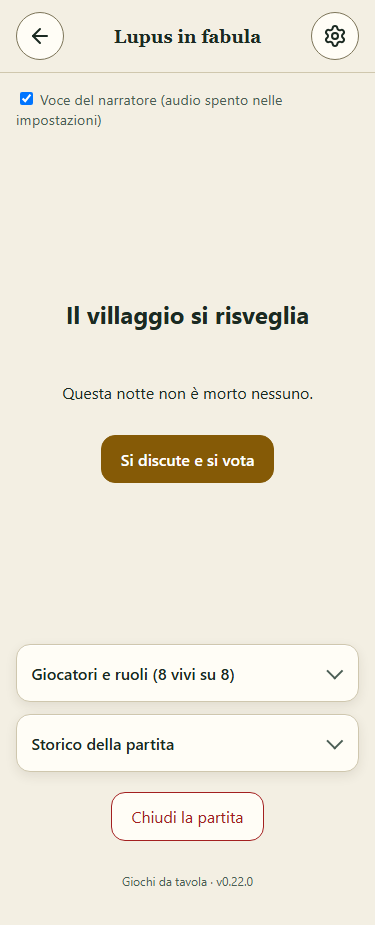 Lupus in fabula
Voce del narratore (audio spento nelle
impostazioni)
Il villaggio si risveglia
Questa notte non è morto nessuno.
Si discute e si vota
Giocatori e ruoli (8 vivi su 8)
Storico della partita
Chiudi la partita
Giochi da tavola · v0.22.0